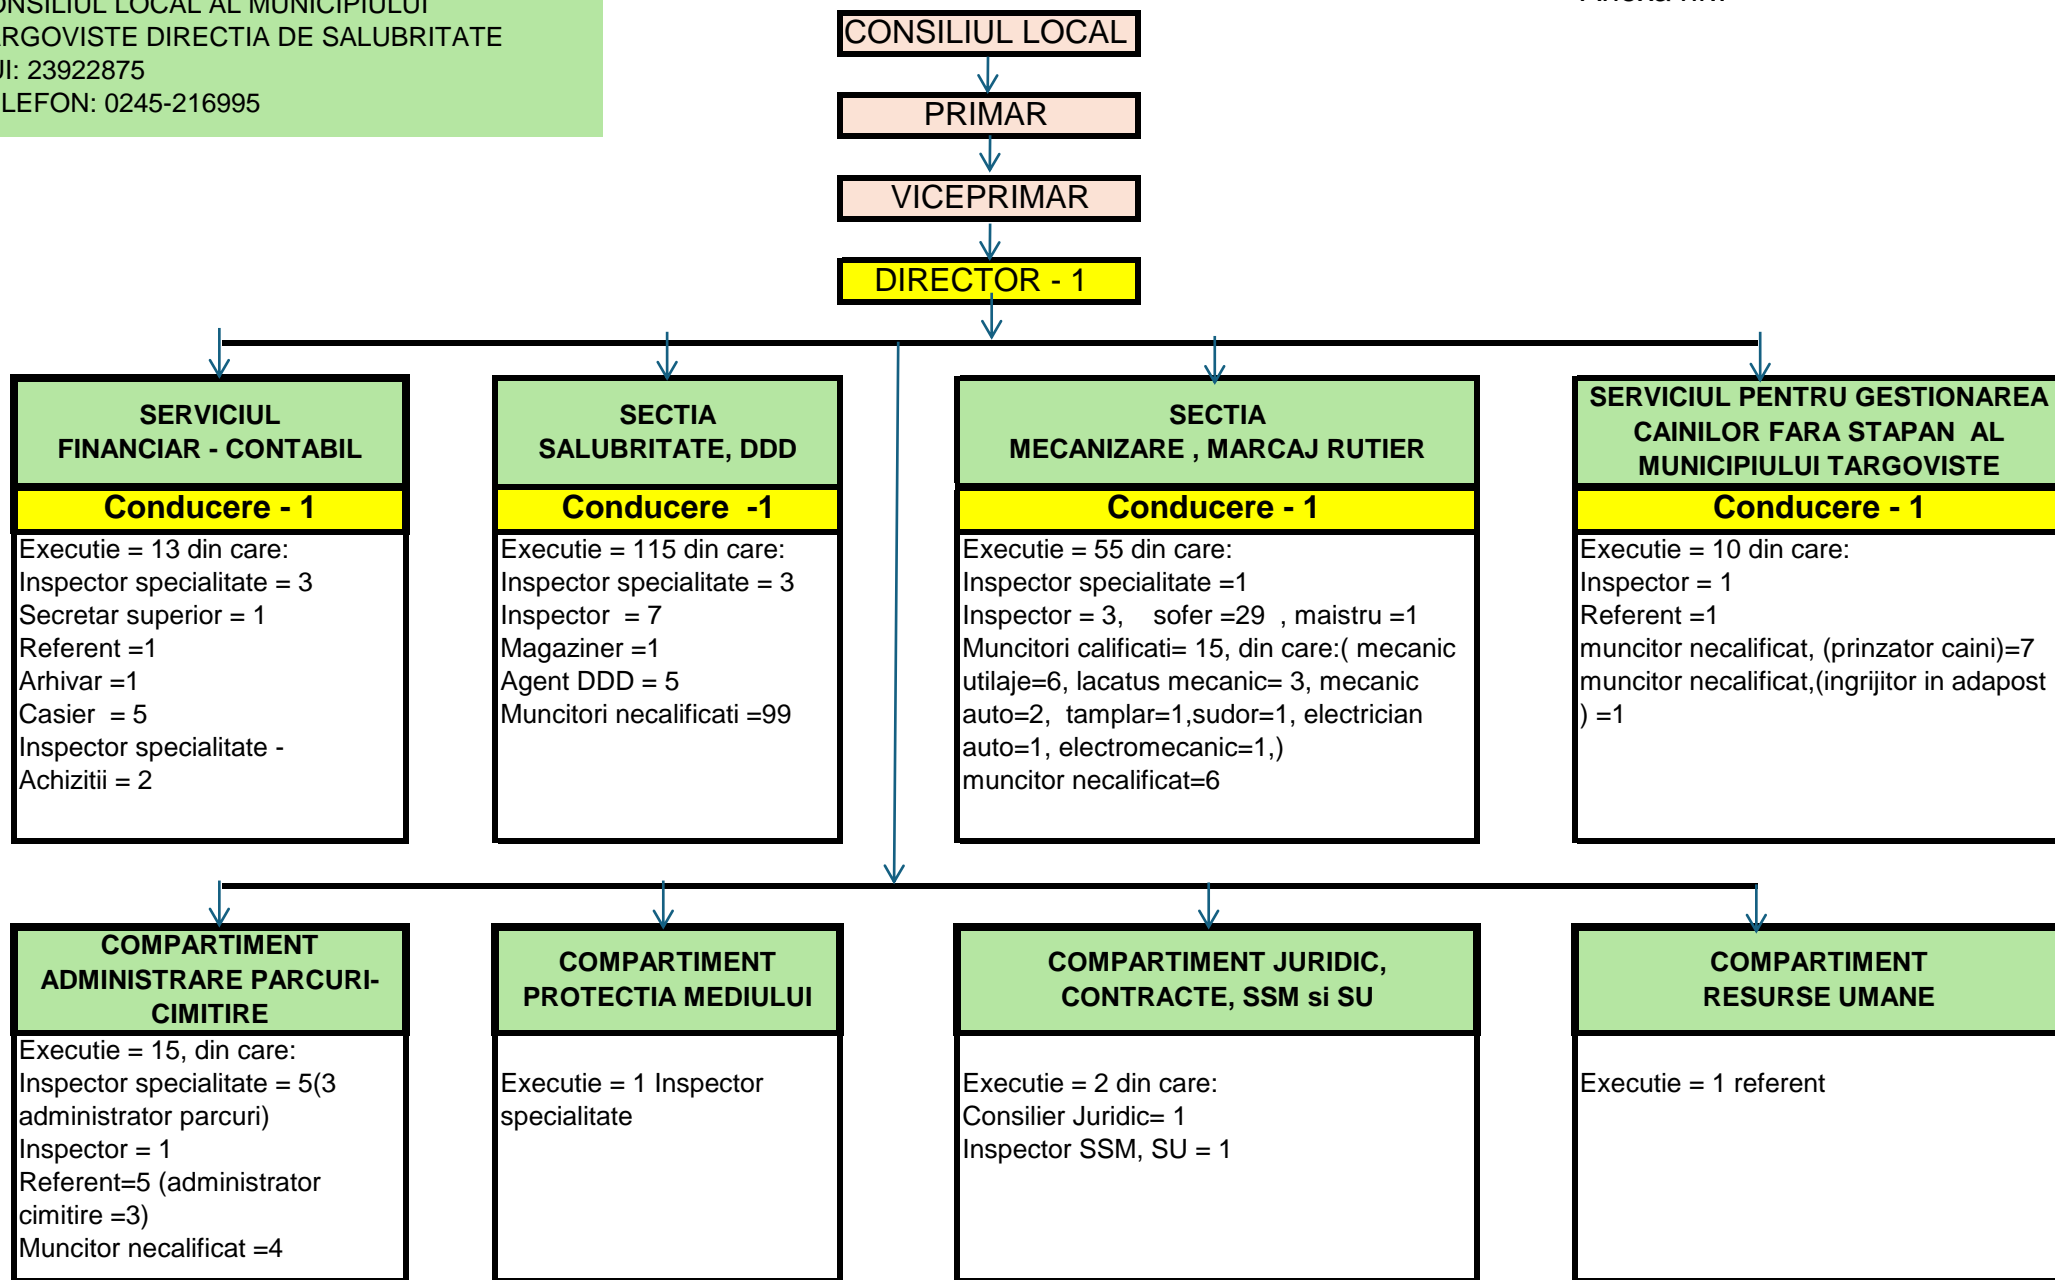 CONSILIUL LOCAL AL MUNICIPIULUI
TARGOVISTE DIRECTIA DE SALUBRITATE
CUI: 23922875
TELEFON: 0245-216995
CONSILIUL LOCAL
PRIMAR
VICEPRIMAR
DIRECTOR - 1
SERVICIUL
FINANCIAR - CONTABIL
Conducere - 1
Executie = 13 din care:
Inspector specialitate = 3
Secretar superior = 1
Referent =1
Arhivar =1
Casier = 5
Inspector specialitate -
Achizitii = 2
SECTIA
SALUBRITATE, DDD
Conducere -1
Executie = 115 din care:
Inspector specialitate = 3
Inspector = 7
Magaziner =1
Agent DDD = 5
Muncitori necalificati =99
SECTIA
MECANIZARE , MARCAJ RUTIER
Conducere - 1
Executie = 55 din care:
Inspector specialitate =1
Inspector = 3, sofer =29 , maistru =1
Muncitori calificati= 15, din care:( mecanic
utilaje=6, lacatus mecanic= 3, mecanic
auto=2, tamplar=1,sudor=1, electrician
auto=1, electromecanic=1,)
muncitor necalificat=6
SERVICIUL PENTRU GESTIONAREA
CAINILOR FARA STAPAN AL
MUNICIPIULUI TARGOVISTE
Conducere - 1
Executie = 10 din care:
Inspector = 1
Referent =1
muncitor necalificat, (prinzator caini)=7
muncitor necalificat,(ingrijitor in adapost
) =1
COMPARTIMENT
ADMINISTRARE PARCURI-
CIMITIRE
Executie = 15, din care:
Inspector specialitate = 5(3
administrator parcuri)
Inspector = 1
Referent=5 (administrator
cimitire =3)
Muncitor necalificat =4
COMPARTIMENT
PROTECTIA MEDIULUI
Executie = 1 Inspector
specialitate
COMPARTIMENT JURIDIC,
CONTRACTE, SSM si SU
Executie = 2 din care:
Consilier Juridic= 1
Inspector SSM, SU = 1
COMPARTIMENT
RESURSE UMANE
Executie = 1 referent